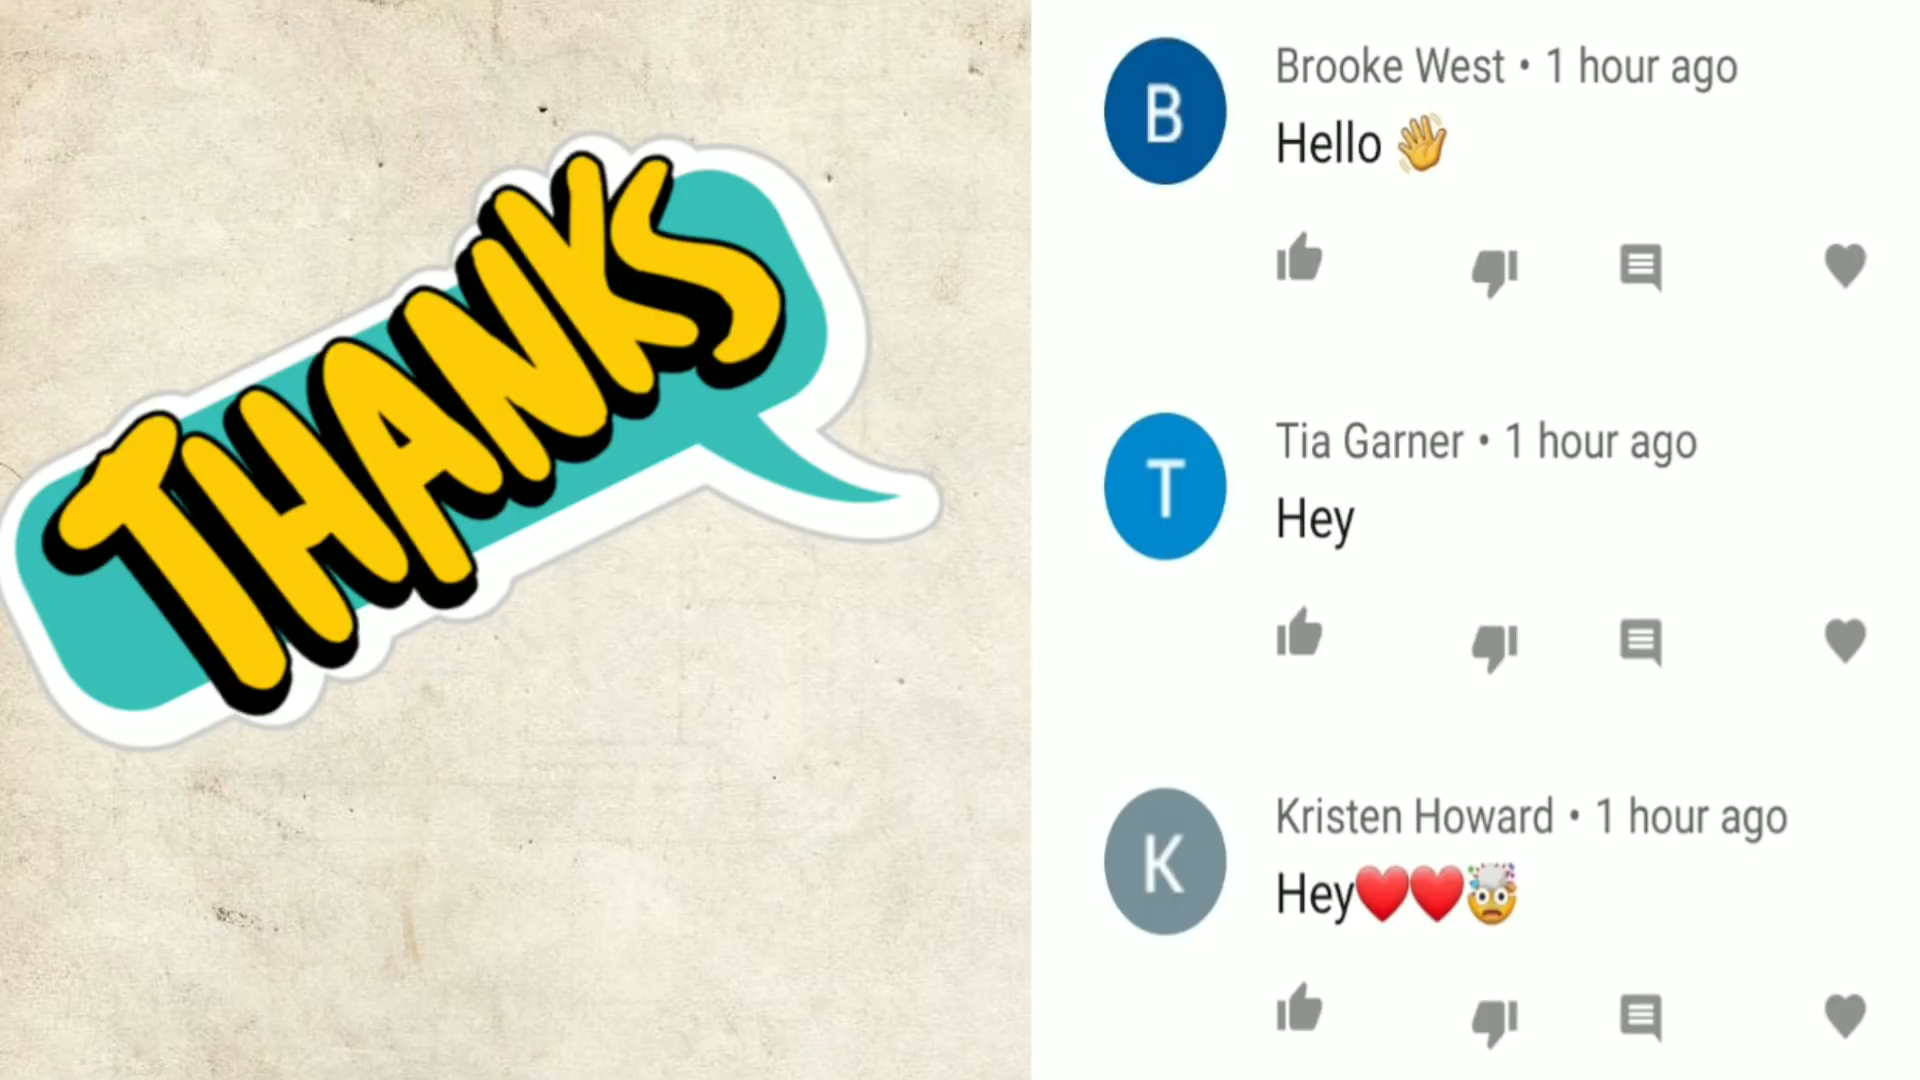 THANKS
B
Brooke West • 1 hour ago
Hello 👋
T
Tia Garner • 1 hour ago
Hey
K
Kristen Howard • 1 hour ago
Hey❤️❤️🤯